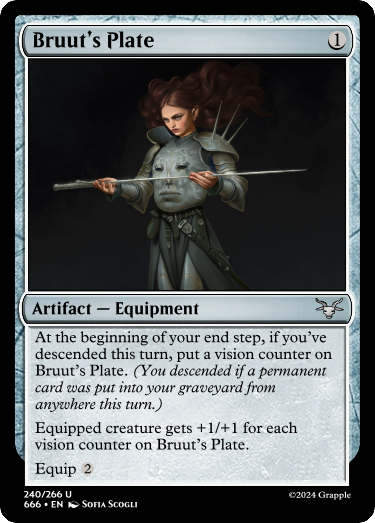 Bruut's Plate 1
Artifact — Equipment
At the beginning of your end step, if you've
descended this turn, put a vision counter on
Bruut's Plate. (You descended if a permanent
card was put into your graveyard from
anywhere this turn.)
Equipped creature gets +1/+1 for each
vision counter on Bruut's Plate.
Equip 2
240/266 U
666 • EN Sofia Scogli
©2024 Grapple